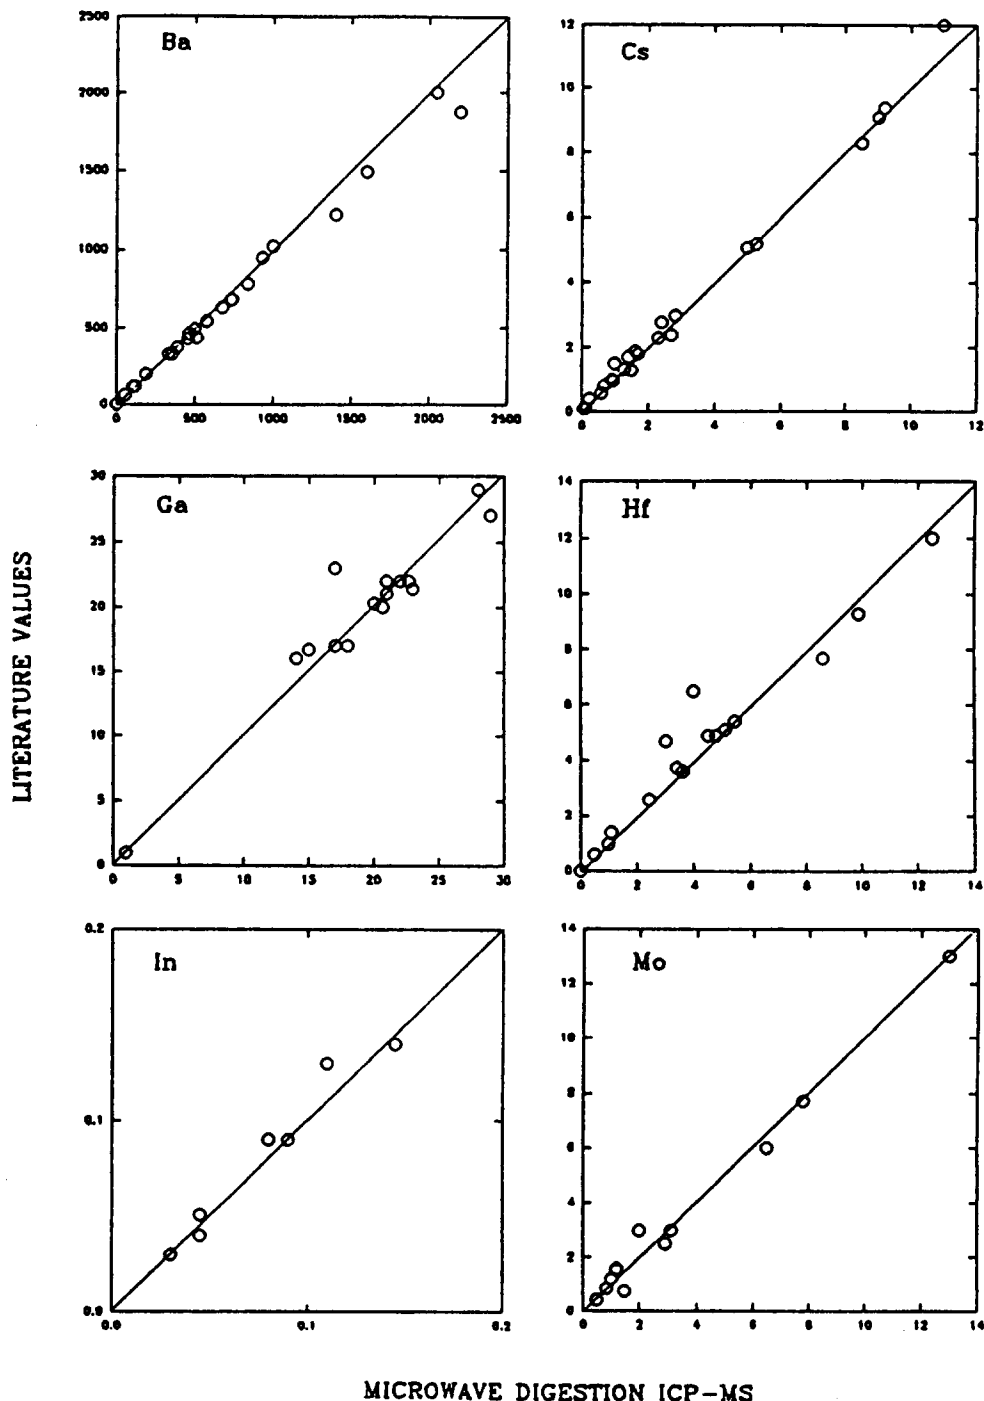 2500
2000
1500
1000
500
0
Ba
0 500 1000 1500 2000 2500
12
10
8
6
4
2
0
Cs
0 2 4 6 8 10 12
30
25
20
15
10
5
0
Ga
0 5 10 15 20 25 30
14
12
10
8
6
4
2
0
Hf
0 2 4 6 8 10 12 14
0.2
0.1
0.0
In
0.0 0.1 0.2
14
12
10
8
6
4
2
0
Mo
0 2 4 6 8 10 12 14
LITERATURE VALUES
MICROWAVE DIGESTION ICP-MS